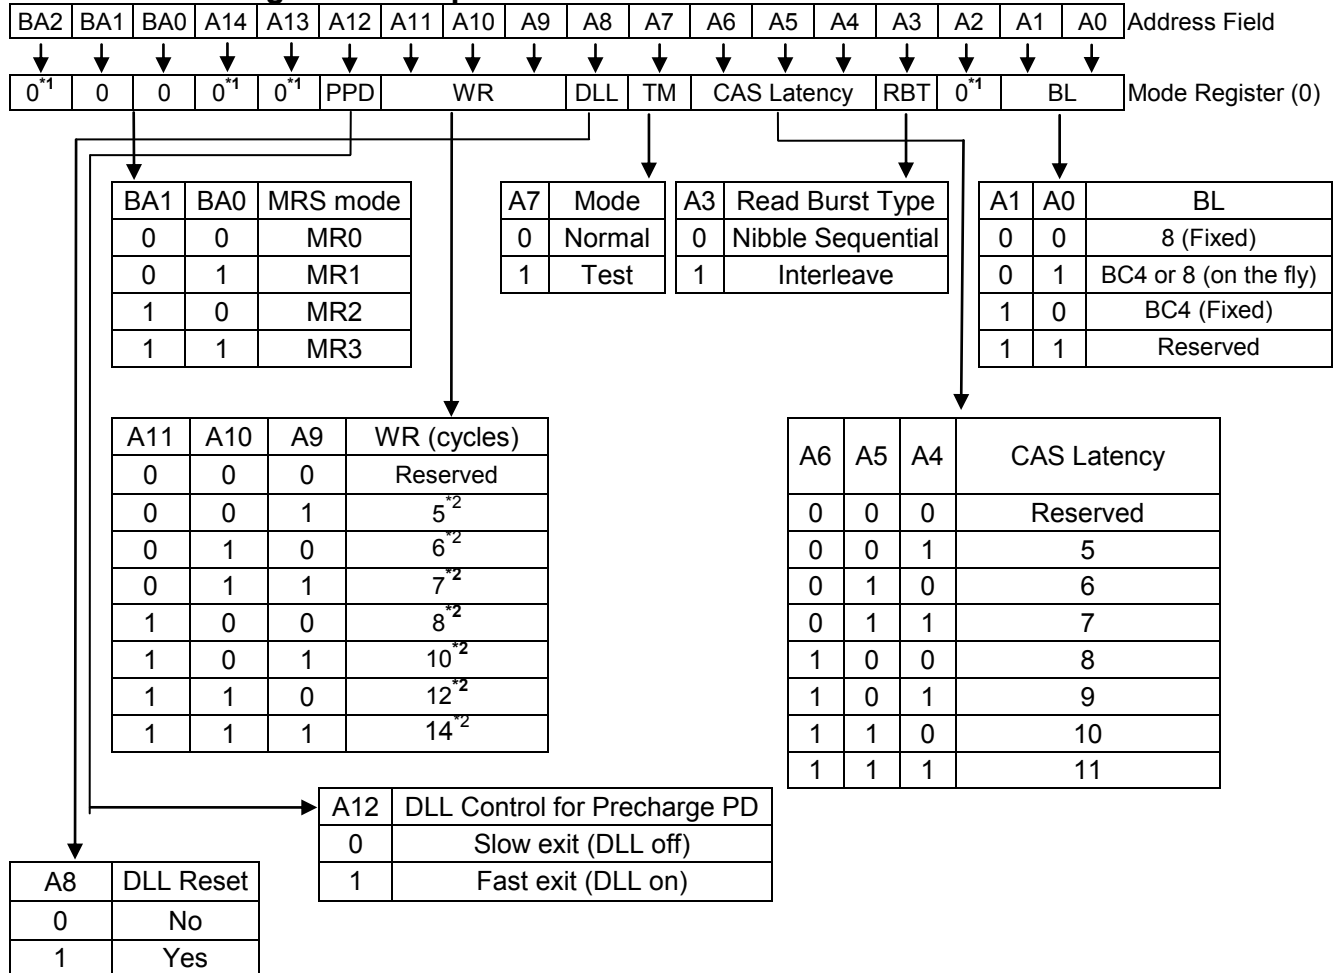 BA2 BA1 BA0 A14 A13 A12 A11 A10 A9 A8 A7 A6 A5 A4 A3 A2 A1 A0 Address Field
0*1 0 0 0*1 0*1 PPD WR DLL TM CAS Latency RBT 0*1 BL Mode Register (0)
BA1 BA0 MRS mode
0 0 MR0
0 1 MR1
1 0 MR2
1 1 MR3
A7 Mode
0 Normal
1 Test
A3 Read Burst Type
0 Nibble Sequential
1 Interleave
A1 A0 BL
0 0 8 (Fixed)
0 1 BC4 or 8 (on the fly)
1 0 BC4 (Fixed)
1 1 Reserved
A11 A10 A9 WR (cycles)
0 0 0 Reserved
0 0 1 5*2
0 1 0 6*2
0 1 1 7*2
1 0 0 8*2
1 0 1 10*2
1 1 0 12*2
1 1 1 14*2
A6 A5 A4 CAS Latency
0 0 0 Reserved
0 0 1 5
0 1 0 6
0 1 1 7
1 0 0 8
1 0 1 9
1 1 0 10
1 1 1 11
A12 DLL Control for Precharge PD
0 Slow exit (DLL off)
1 Fast exit (DLL on)
A8 DLL Reset
0 No
1 Yes